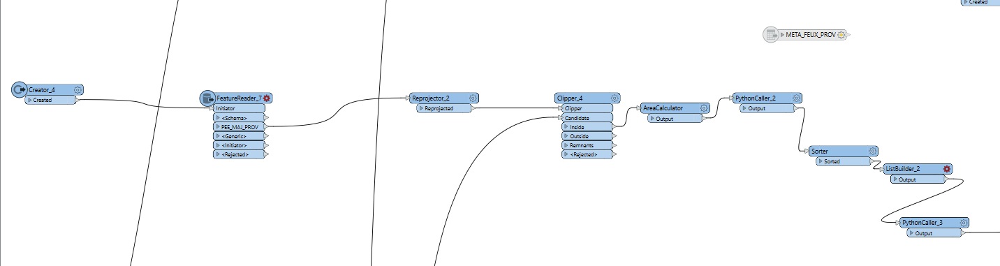 Created
META_FEUX_PROV
Creator_4
Created
FeatureReader_7
Initiator
<Schema>
PEE_MAJ_PROV
<Generic>
<Initiator>
<Rejected>
Reprojector_2
Reprojected
Clipper_4
Clipper
Candidate
Inside
Outside
Remnants
<Rejected>
AreaCalculator
Output
PythonCaller_2
Output
Sorter
Sorted
ListBuilder_2
Output
PythonCaller_3
Output